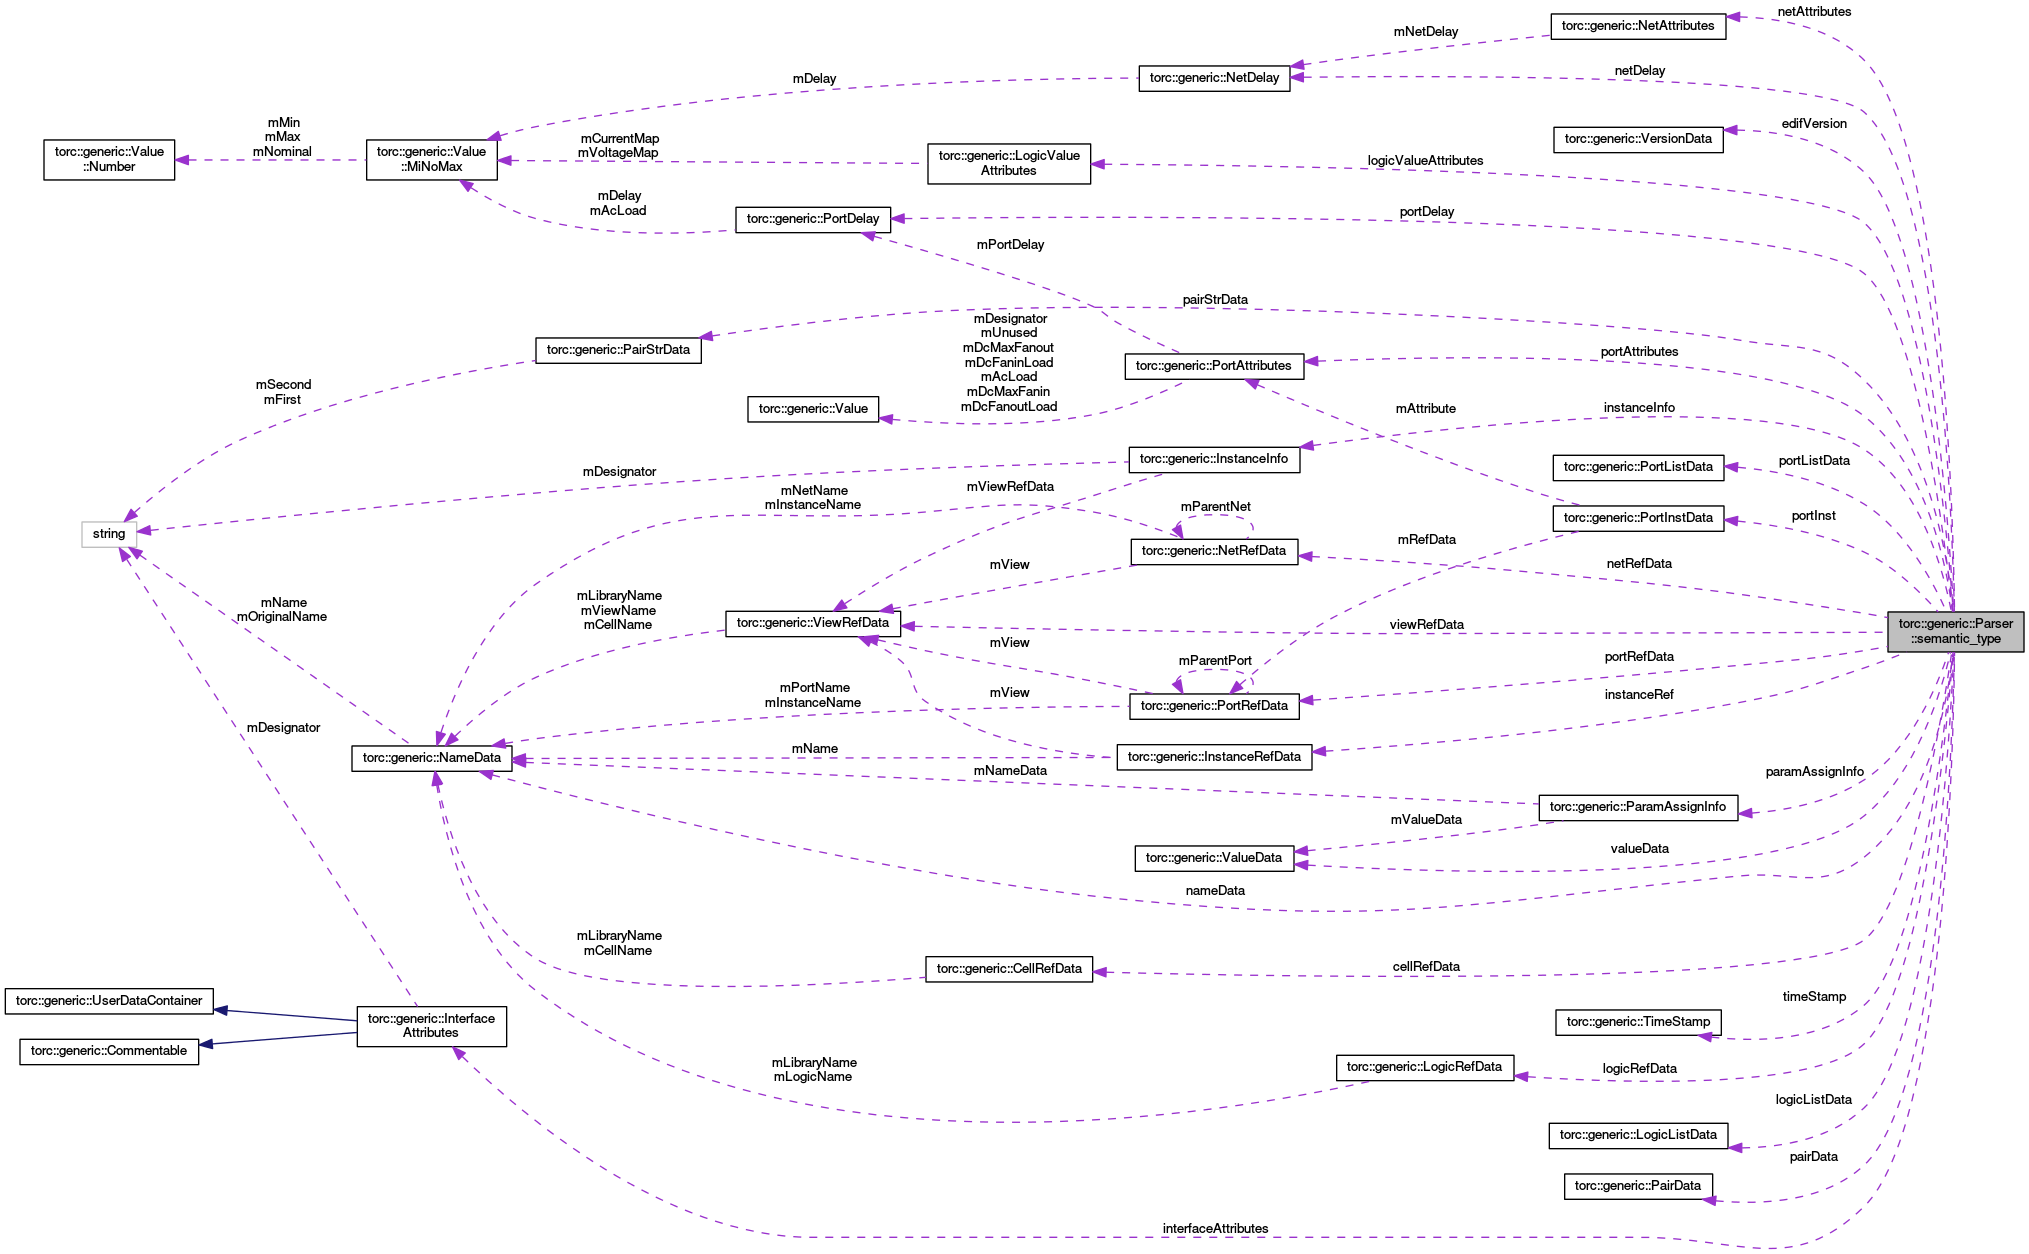 netAttributes
torc::generic::NetAttributes
mNetDelay
netDelay
torc::generic::NetDelay
mDelay
mMin
mMax
mNominal
torc::generic::Value
::Number
torc::generic::Value
::MiNoMax
mCurrentMap
mVoltageMap
torc::generic::LogicValue
Attributes
logicValueAttributes
edifVersion
torc::generic::VersionData
mDelay
mAcLoad
torc::generic::PortDelay
portDelay
mPortDelay
pairStrData
torc::generic::PairStrData
mSecond
mFirst
mDesignator
mUnused
mDcMaxFanout
mDcFaninLoad
mAcLoad
mDcMaxFanin
mDcFanoutLoad
torc::generic::Value
torc::generic::PortAttributes
portAttributes
mAttribute
instanceInfo
torc::generic::InstanceInfo
mDesignator
mViewRefData
torc::generic::PortListData
portListData
torc::generic::PortInstData
portInst
mNetName
mInstanceName
mParentNet
torc::generic::NetRefData
mRefData
netRefData
string
mView
mName
mOriginalName
mLibraryName
mViewName
mCellName
torc::generic::ViewRefData
viewRefData
torc::generic::Parser
::semantic_type
mView
mParentPort
torc::generic::PortRefData
portRefData
instanceRef
mPortName
mInstanceName
mView
mDesignator
torc::generic::NameData
mName
torc::generic::InstanceRefData
mNameData
paramAssignInfo
torc::generic::ParamAssignInfo
mValueData
torc::generic::ValueData
valueData
nameData
mLibraryName
mCellName
torc::generic::CellRefData
cellRefData
torc::generic::UserDataContainer
torc::generic::Interface
Attributes
torc::generic::Commentable
timeStamp
torc::generic::TimeStamp
mLibraryName
mLogicName
torc::generic::LogicRefData
logicRefData
logicListData
torc::generic::LogicListData
pairData
torc::generic::PairData
interfaceAttributes